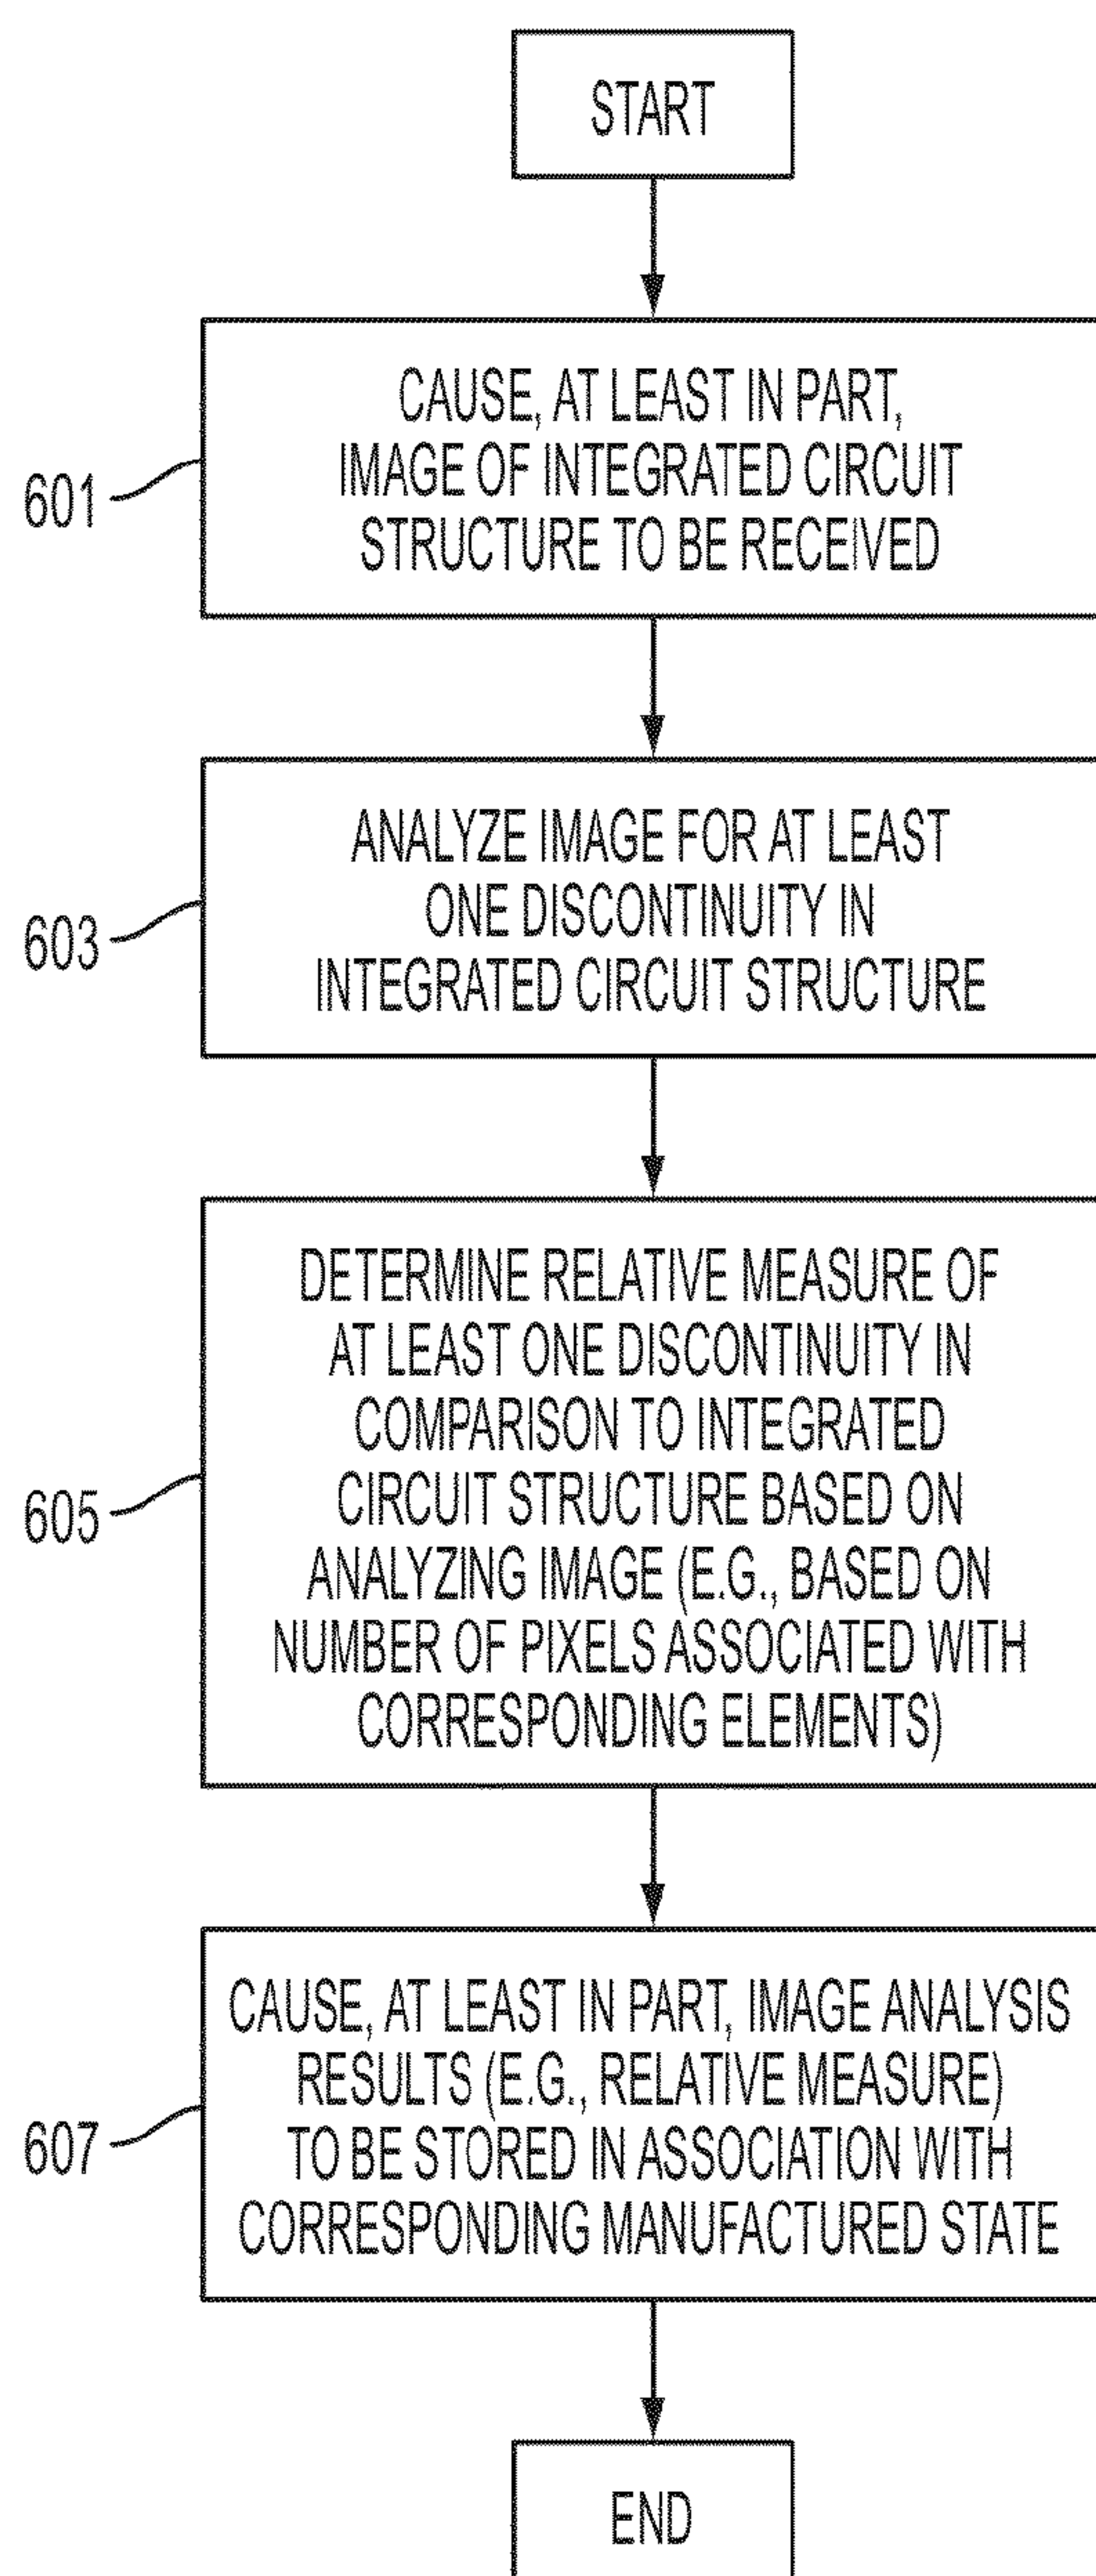 START
CAUSE, AT LEAST IN PART,
IMAGE OF INTEGRATED CIRCUIT
STRUCTURE TO BE RECEIVED
601
ANALYZE IMAGE FOR AT LEAST
ONE DISCONTINUITY IN
INTEGRATED CIRCUIT STRUCTURE
603
DETERMINE RELATIVE MEASURE OF
AT LEAST ONE DISCONTINUITY IN
COMPARISON TO INTEGRATED
CIRCUIT STRUCTURE BASED ON
ANALYZING IMAGE (E.G., BASED ON
NUMBER OF PIXELS ASSOCIATED WITH
CORRESPONDING ELEMENTS)
605
CAUSE, AT LEAST IN PART, IMAGE ANALYSIS
RESULTS (E.G., RELATIVE MEASURE)
TO BE STORED IN ASSOCIATION WITH
CORRESPONDING MANUFACTURED STATE
607
END